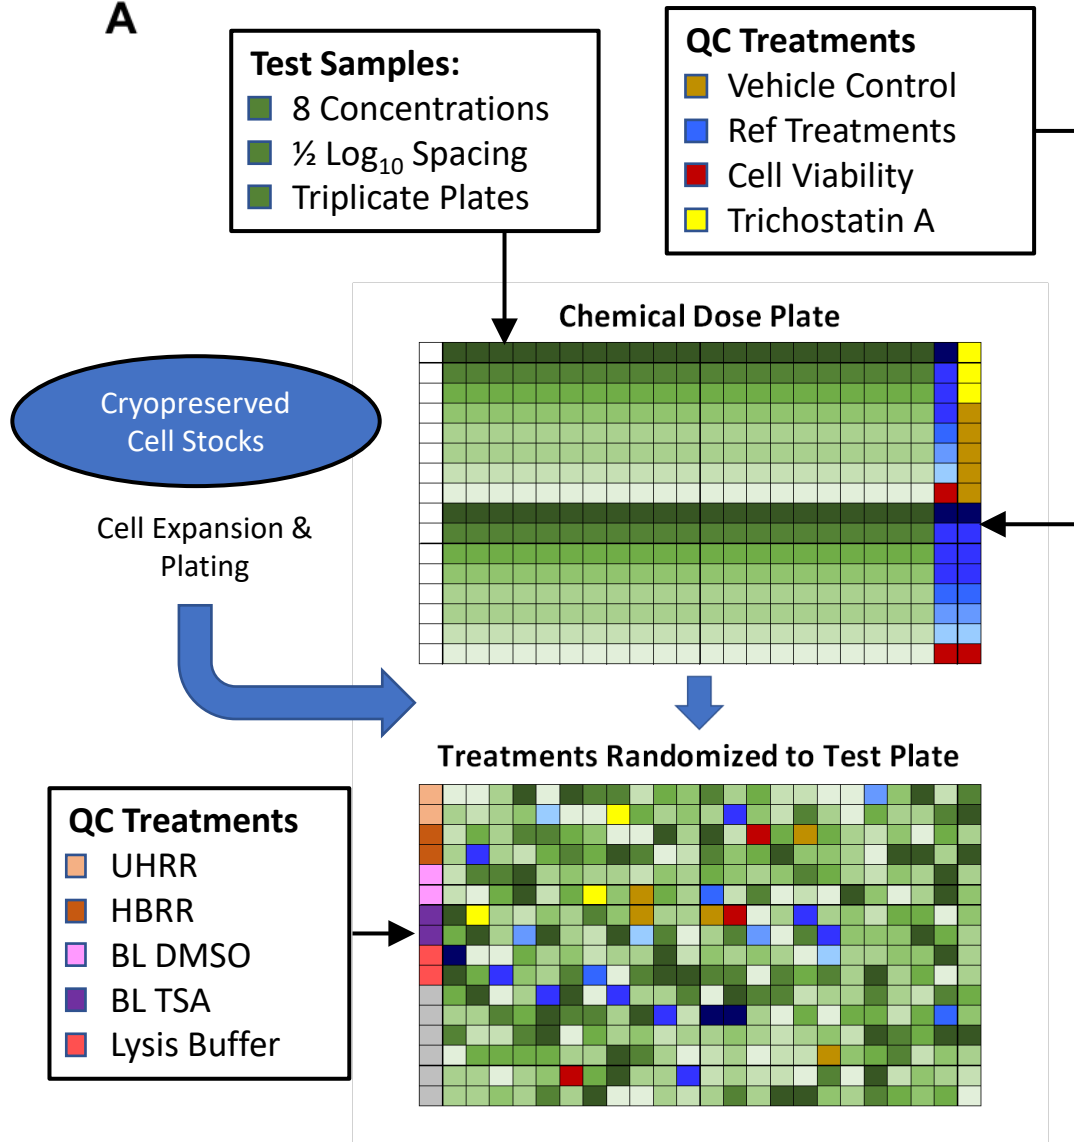 A
Test Samples:
8 Concentrations
½ Log₁₀ Spacing
Triplicate Plates
QC Treatments
Vehicle Control
Ref Treatments
Cell Viability
Trichostatin A
Chemical Dose Plate
Cryopreserved
Cell Stocks
Cell Expansion &
Plating
Treatments Randomized to Test Plate
QC Treatments
UHRR
HBRR
BL DMSO
BL TSA
Lysis Buffer